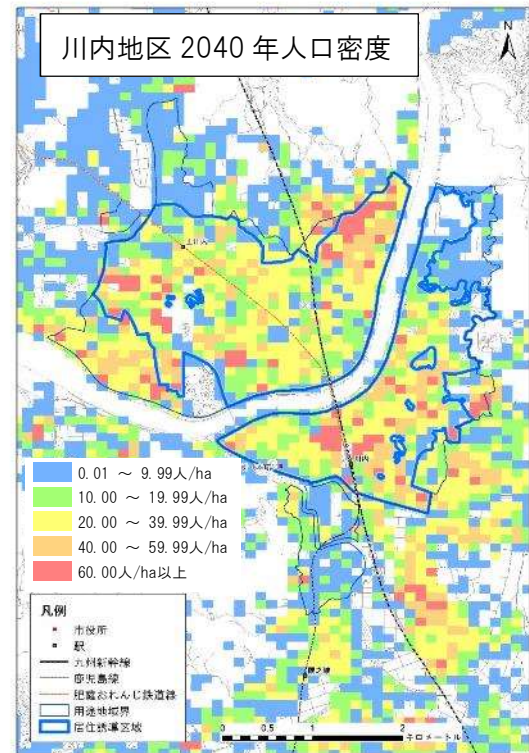 川内地区 2040 年人口密度
N
上川内
川内
0.01 ～ 9.99人/ha
10.00 ～ 19.99人/ha
20.00 ～ 39.99人/ha
40.00 ～ 59.99人/ha
60.00人/ha以上
凡例
市役所
駅
九州新幹線
鹿児島線
肥薩おれんじ鉄道線
用途地域界
居住誘導区域
0 0.5 1 2
キロメートル